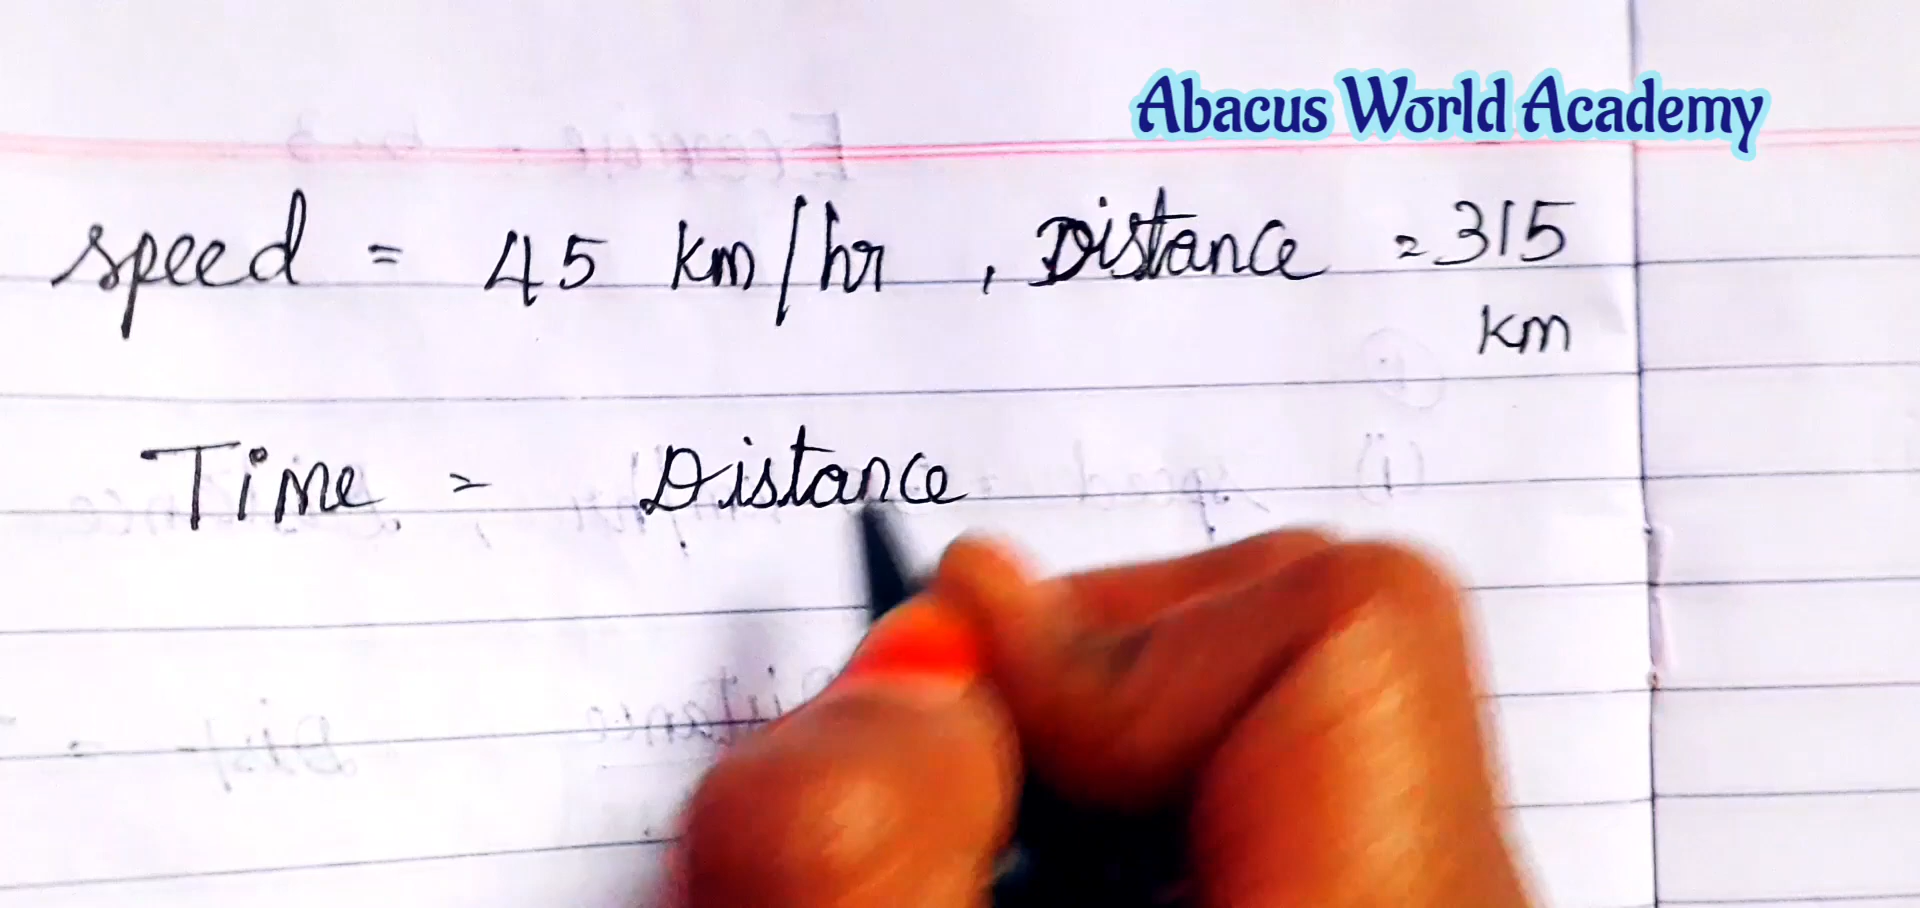 Abacus World Academy
speed = 45 km/hr , Distance = 315
km
Time = Distance